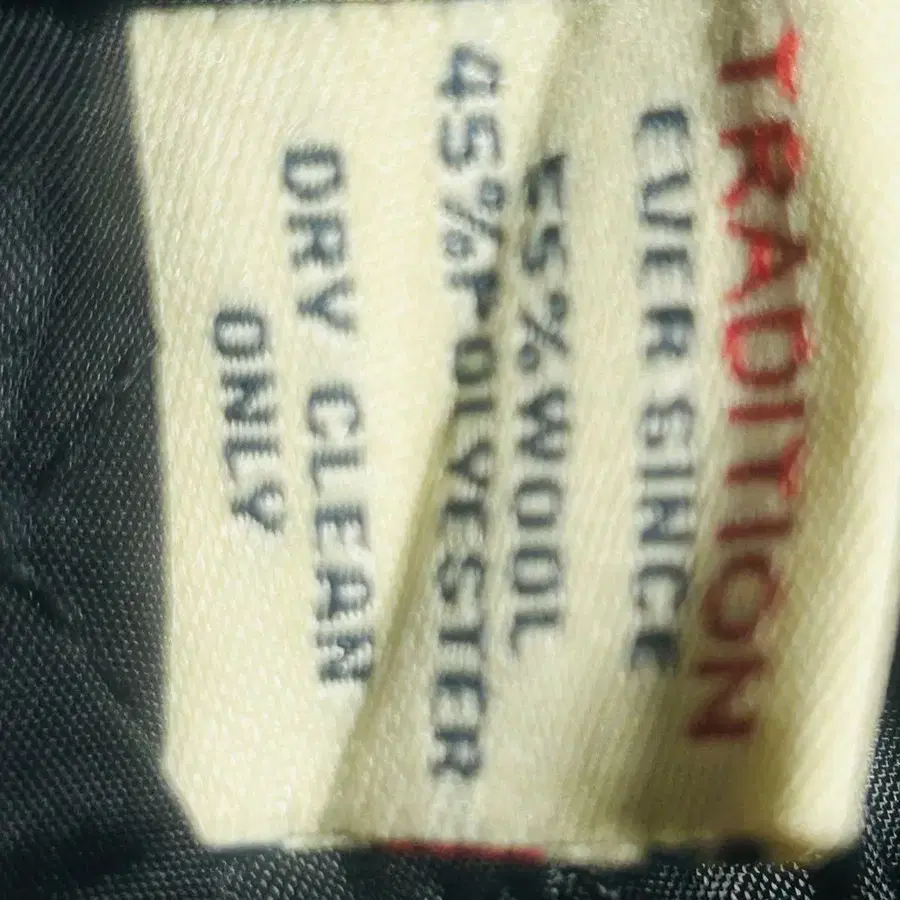 TRADITION
EVER SINCE
55%WOOL
45%POLYESTER
DRY CLEAN
ONLY